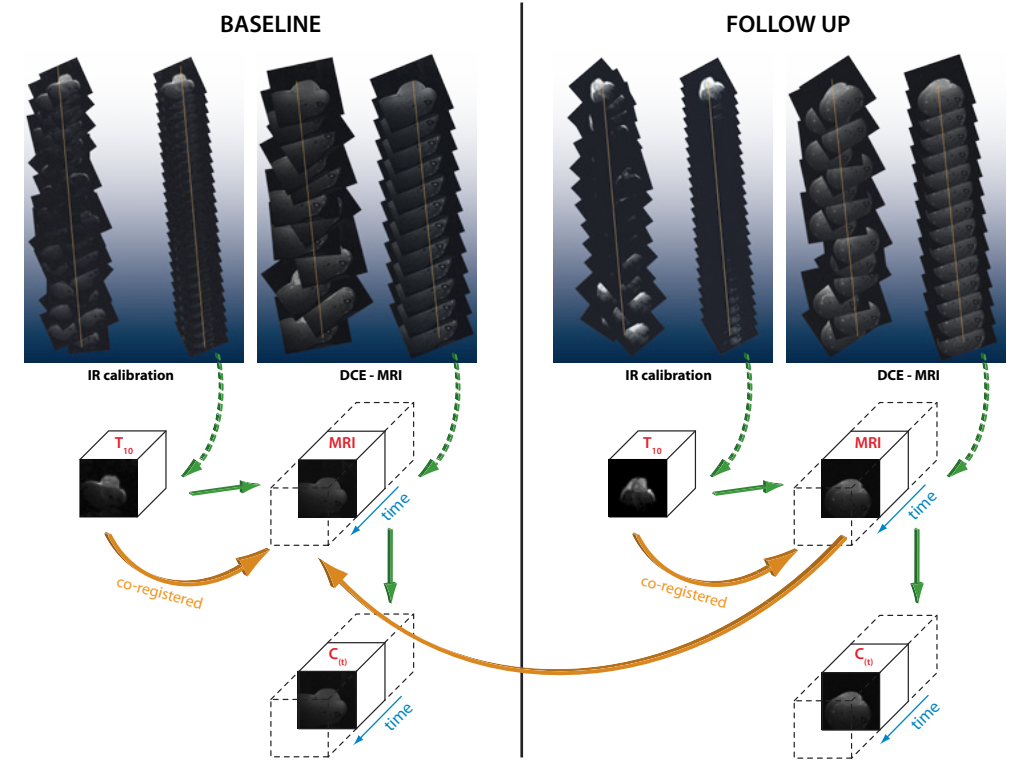 BASELINE
FOLLOW UP
IR calibration
DCE - MRI
IR calibration
DCE - MRI
T10
MRI
time
co-registered
T10
MRI
time
co-registered
C(t)
time
C(t)
time